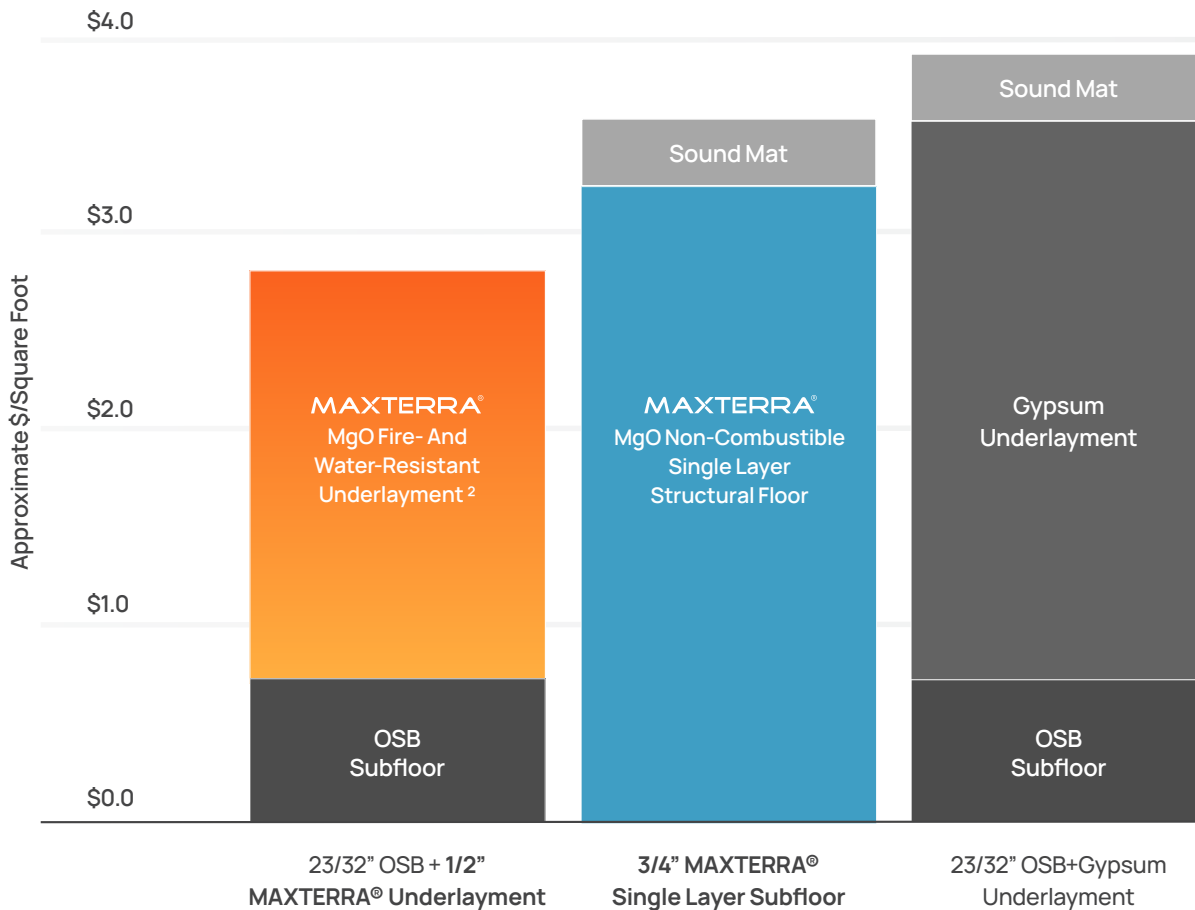 $4.0
$3.0
$2.0
$1.0
$0.0
Approximate $/Square Foot
MAXTERRA®
MgO Fire- And
Water-Resistant
Underlayment ²
OSB
Subfloor
Sound Mat
MAXTERRA®
MgO Non-Combustible
Single Layer
Structural Floor
Sound Mat
Gypsum
Underlayment
OSB
Subfloor
23/32” OSB + 1/2”
MAXTERRA® Underlayment
3/4” MAXTERRA®
Single Layer Subfloor
23/32” OSB+Gypsum
Underlayment